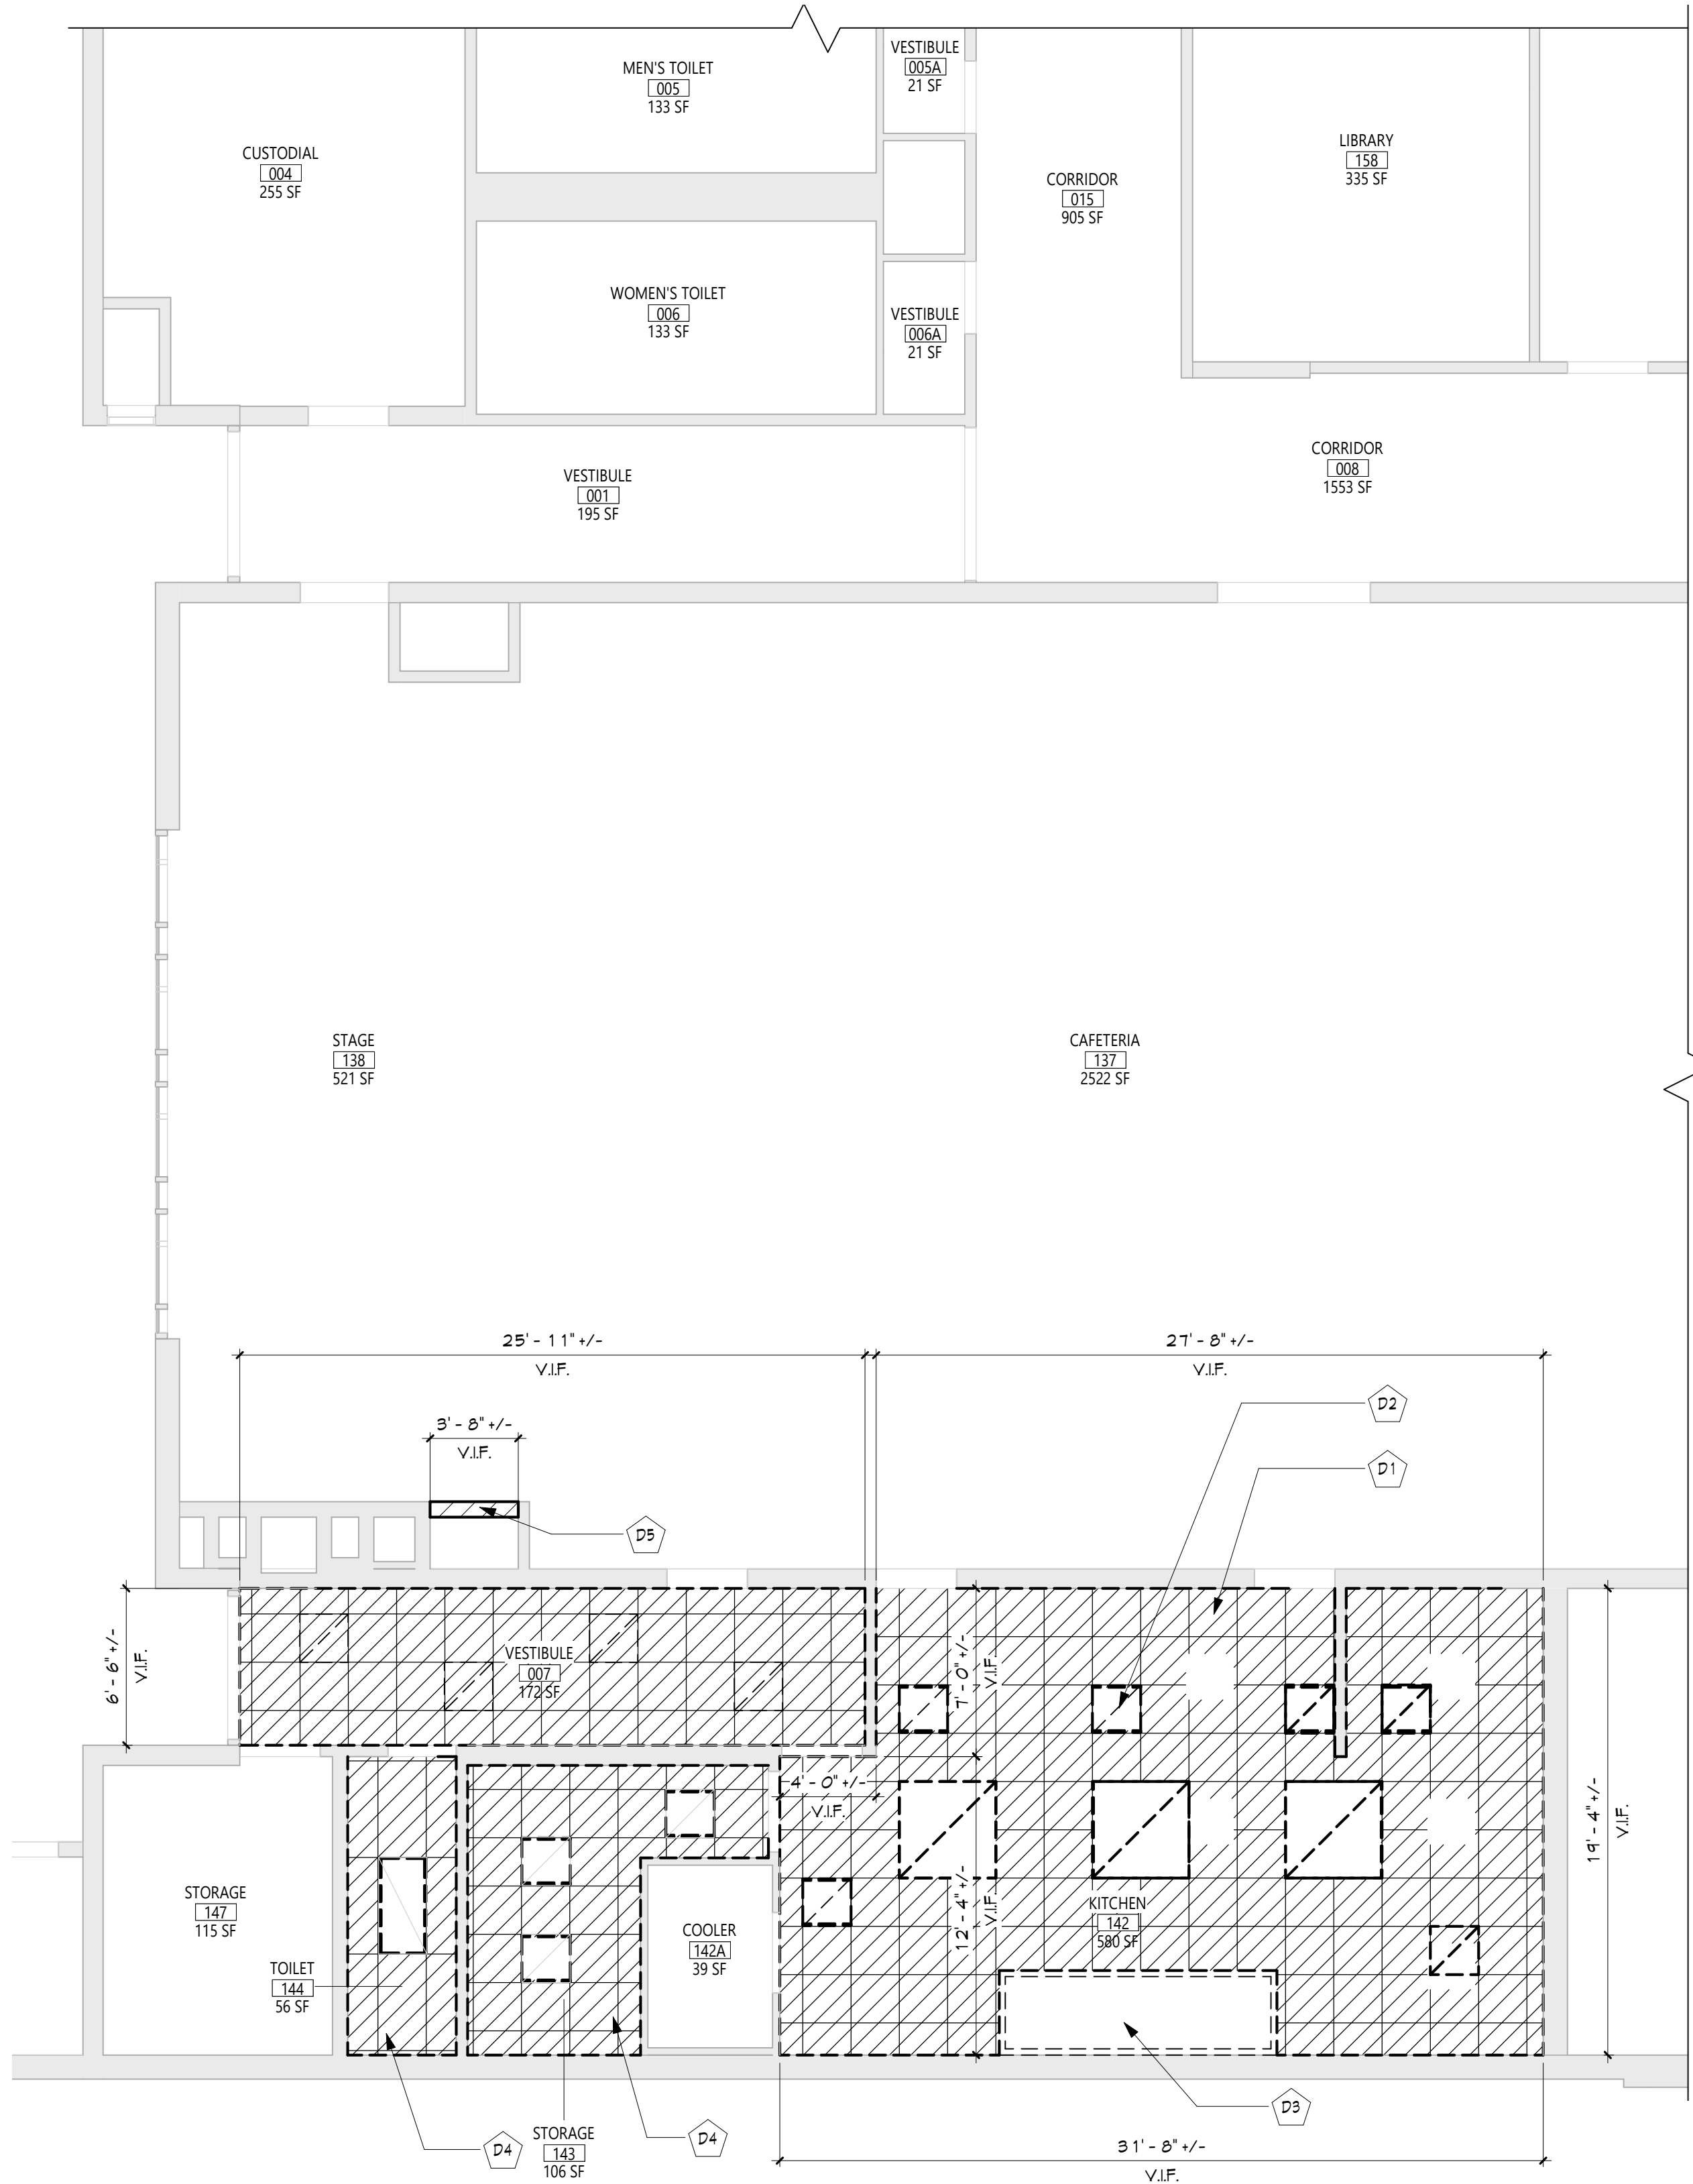 VESTIBULE
005A
21 SF
MEN'S TOILET
005
133 SF
CUSTODIAL
004
255 SF
LIBRARY
158
335 SF
CORRIDOR
015
905 SF
WOMEN'S TOILET
006
133 SF
VESTIBULE
006A
21 SF
CORRIDOR
008
1553 SF
VESTIBULE
001
195 SF
STAGE
138
521 SF
CAFETERIA
137
2522 SF
25' - 11" +/-
V.I.F.
27' - 8" +/-
V.I.F.
D2
3' - 8" +/-
V.I.F.
D1
D5
6' - 6" +/-
V.I.F.
VESTIBULE
007
172 SF
7' - 0" +/-
V.I.F.
4' - 0" +/-
V.I.F.
19' - 4" +/-
V.I.F.
STORAGE
147
115 SF
12' - 4" +/-
V.I.F.
KITCHEN
142
580 SF
COOLER
142A
39 SF
TOILET
144
56 SF
D3
D4
STORAGE
143
106 SF
D4
31' - 8" +/-
V.I.F.